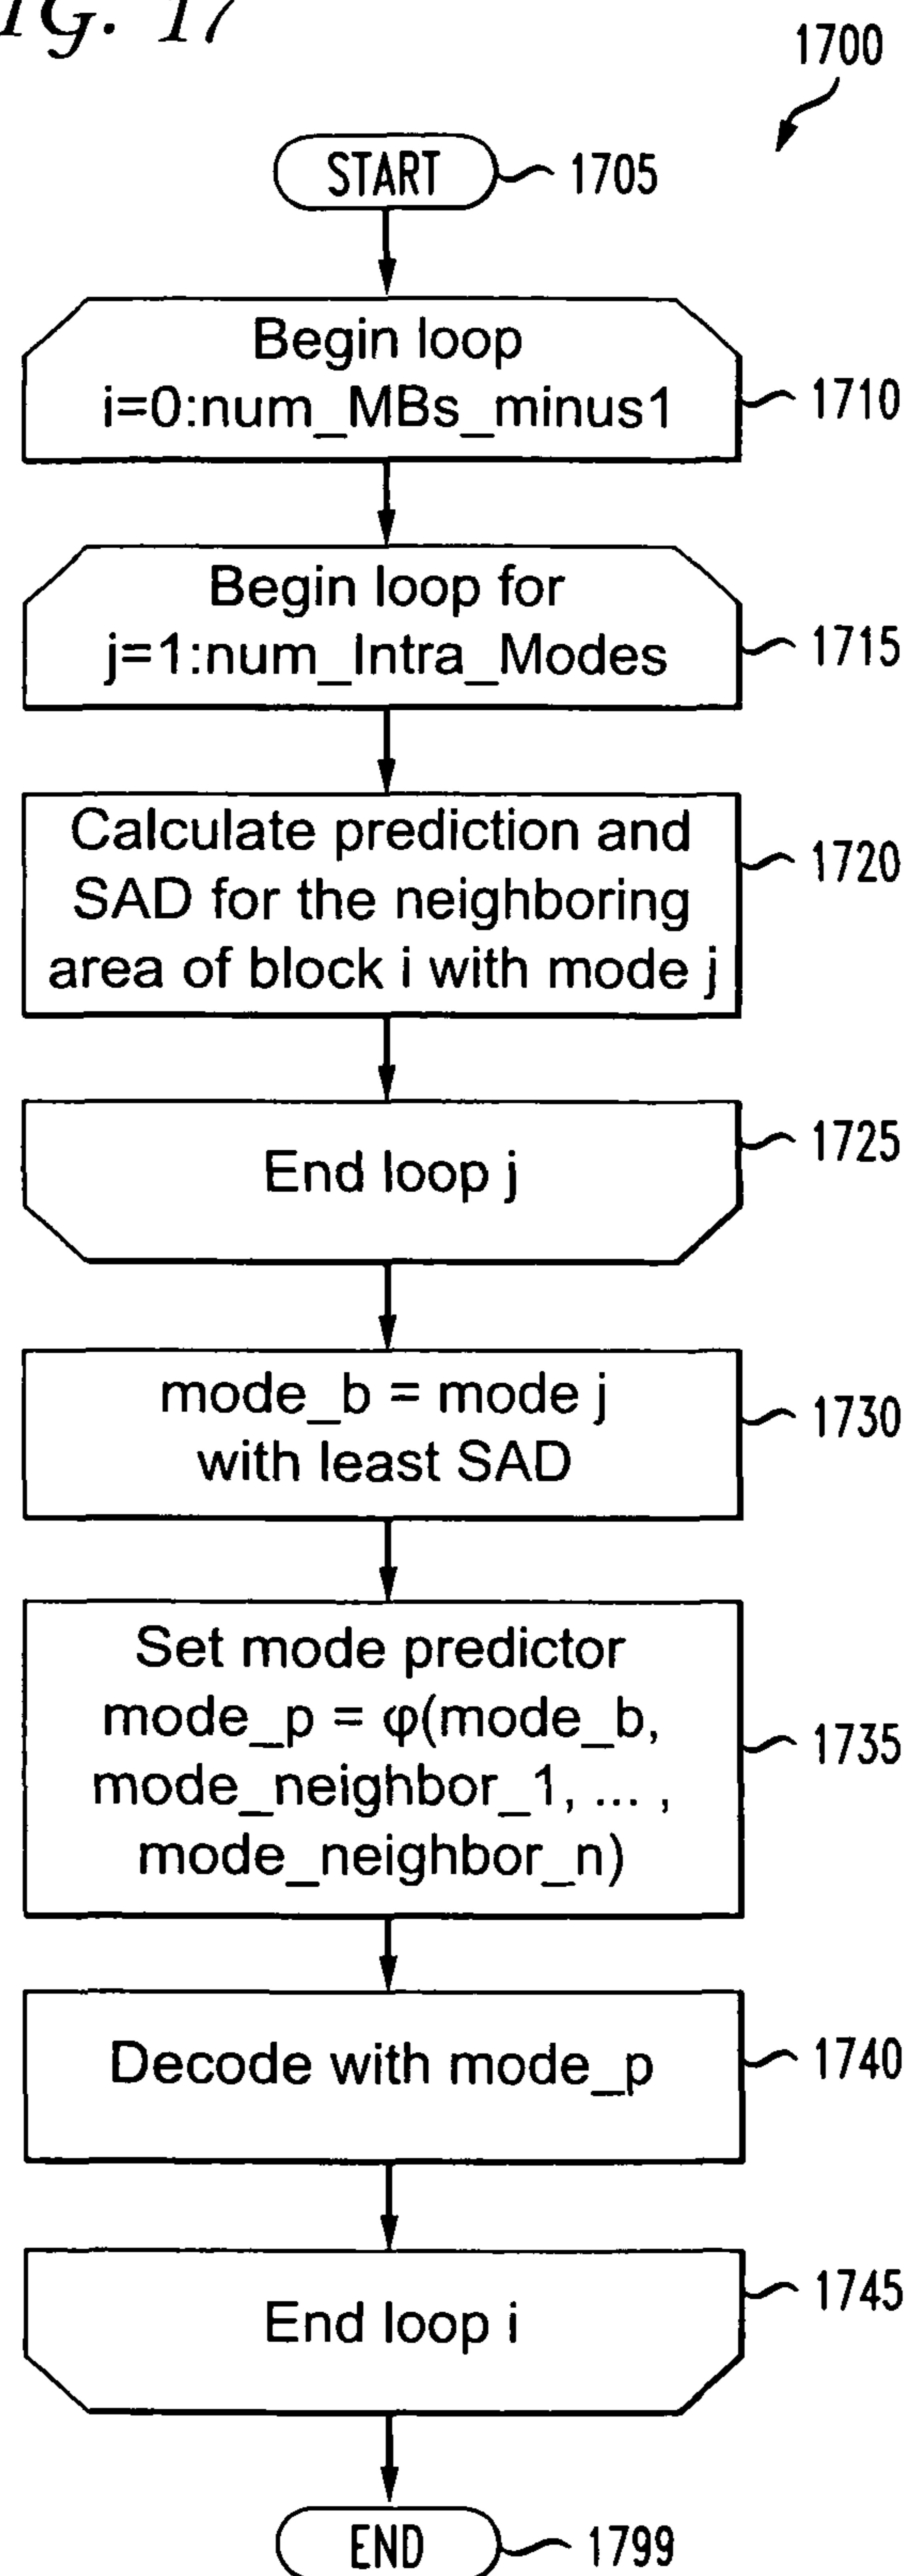 FIG. 17
1700
START 1705
Begin loop
i=0:num_MBs_minus1
1710
Begin loop for
j=1:num_Intra_Modes
1715
Calculate prediction and
SAD for the neighboring
area of block i with mode j
1720
End loop j
1725
mode_b = mode j
with least SAD
1730
Set mode predictor
mode_p = φ(mode_b,
mode_neighbor_1, ... ,
mode_neighbor_n)
1735
Decode with mode_p
1740
End loop i
1745
END 1799